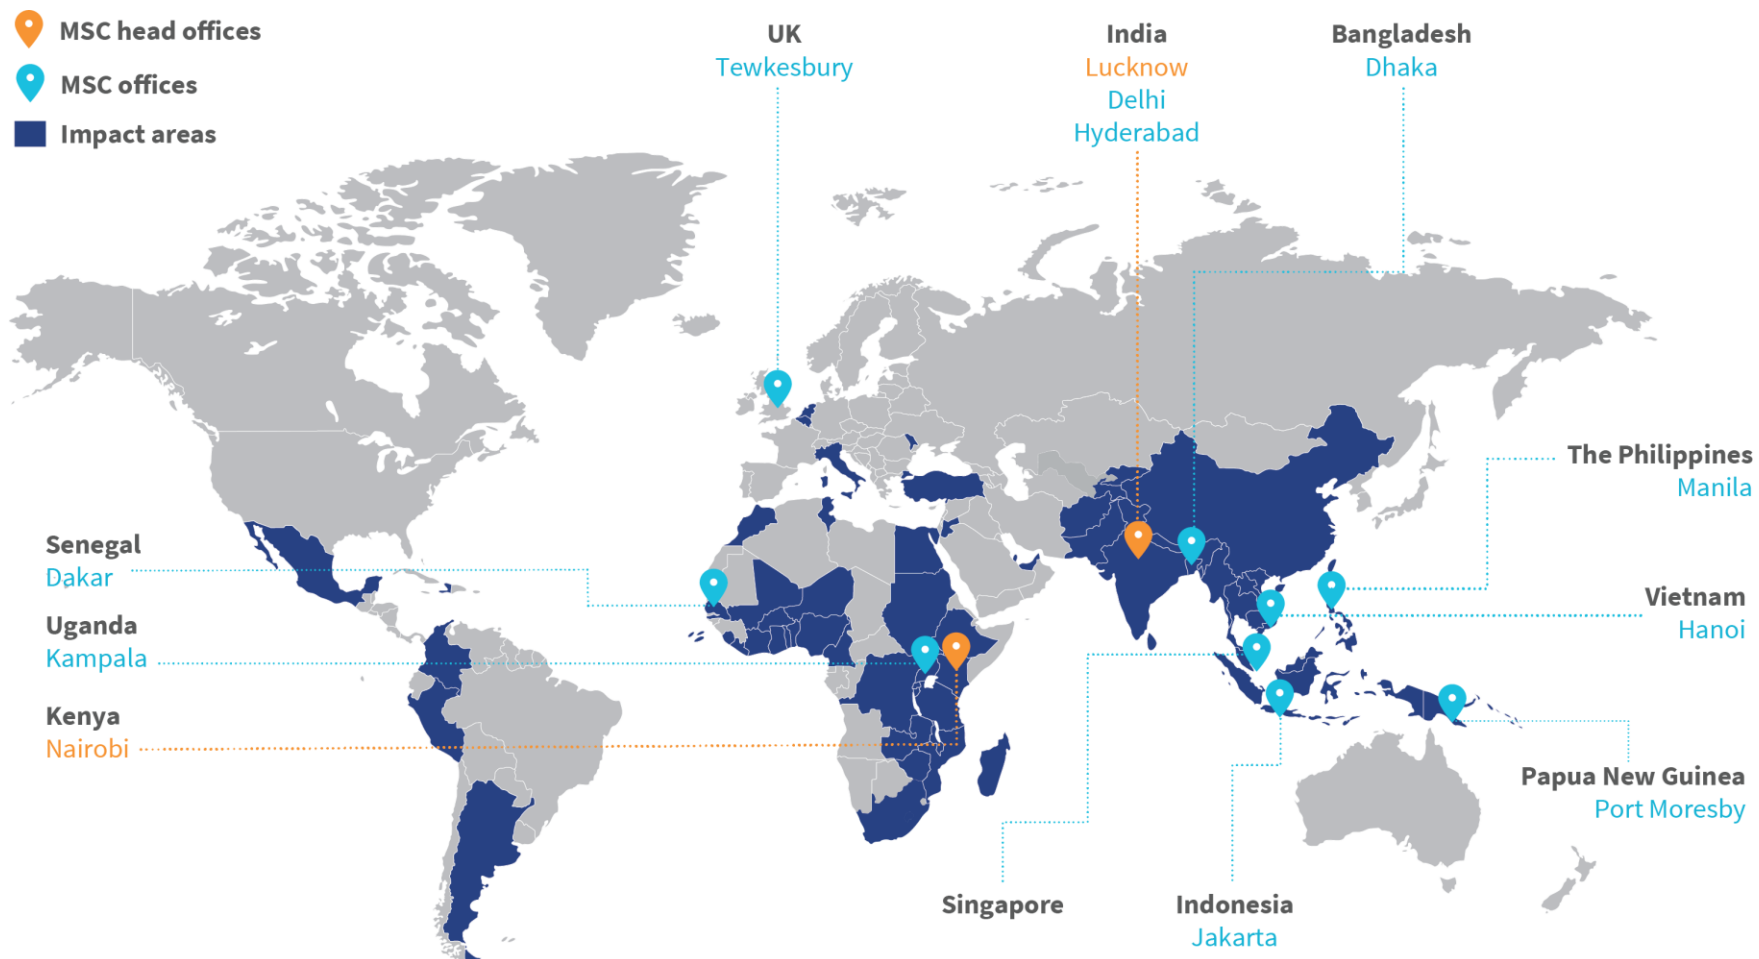 MSC head offices
MSC offices
Impact areas
UK
Tewkesbury
India
Lucknow
Delhi
Hyderabad
Bangladesh
Dhaka
The Philippines
Manila
Senegal
Dakar
Vietnam
Hanoi
Uganda
Kampala
Kenya
Nairobi
Papua New Guinea
Port Moresby
Singapore
Indonesia
Jakarta